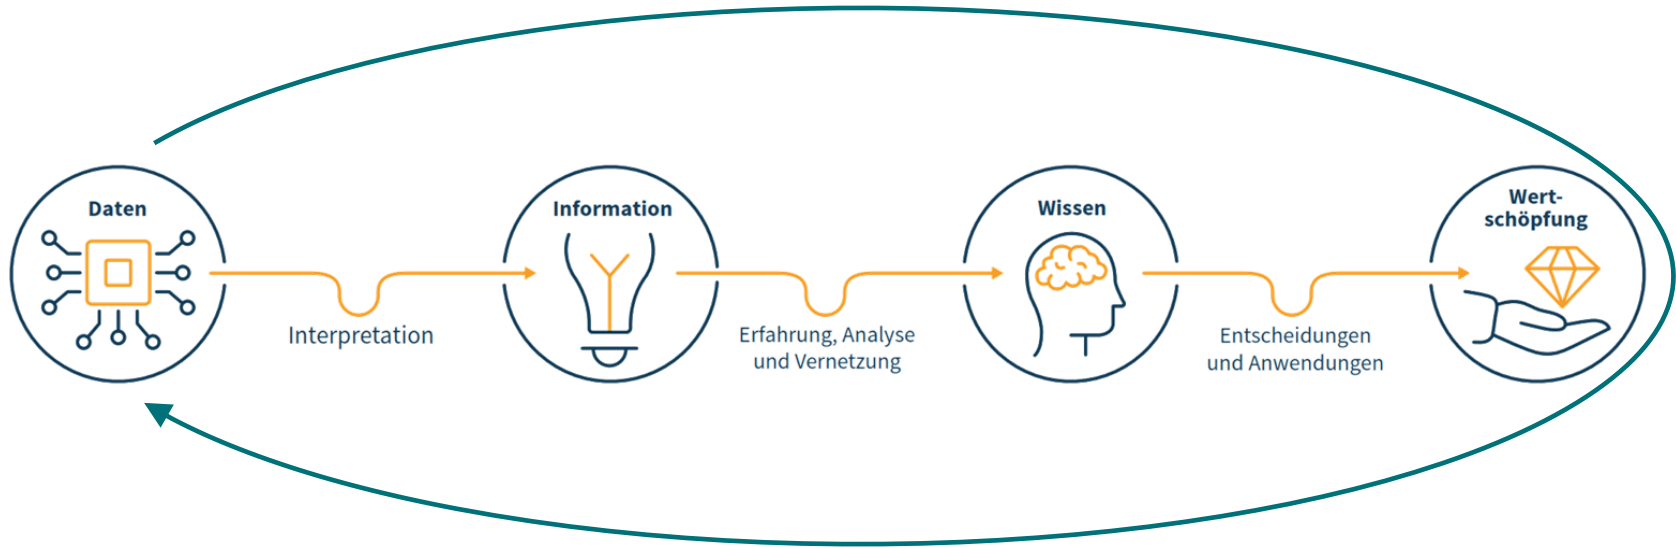 Daten
Interpretation
Information
Erfahrung, Analyse
und Vernetzung
Wissen
Entscheidungen
und Anwendungen
Wert-
schöpfung